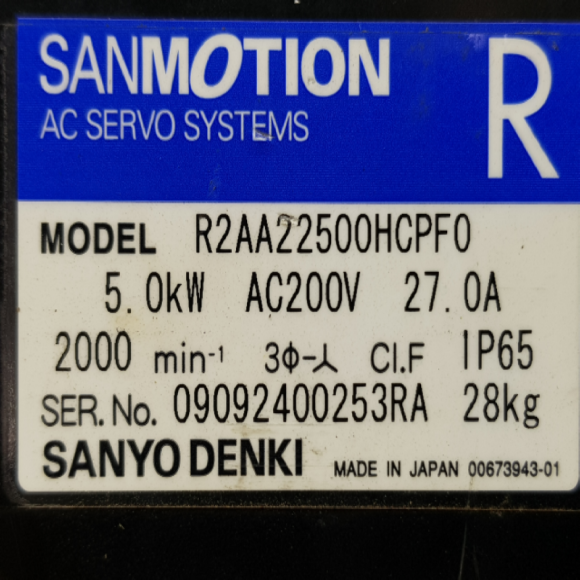 SANMOTION
R
AC SERVO SYSTEMS
MODEL R2AA22500HCPF0
5.0kW AC200V 27.0A
2000 min⁻¹ 3Φ-人 CI.F IP65
SER.No. 09092400253RA 28kg
SANYO DENKI MADE IN JAPAN 00673943-01